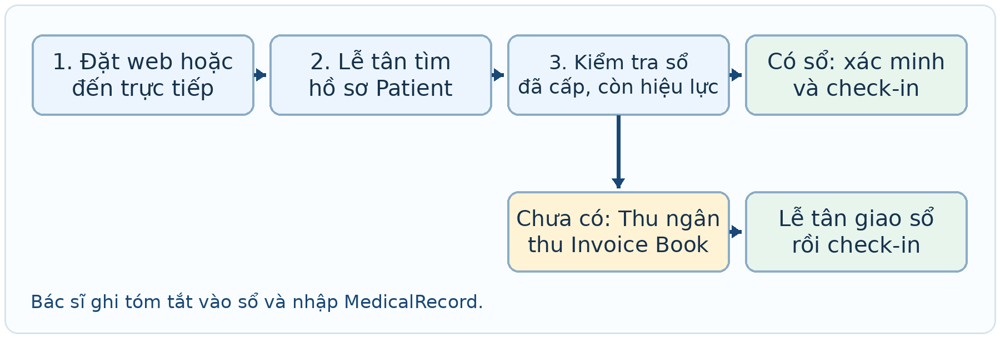 1. Đặt web hoặc
đến trực tiếp
2. Lễ tân tìm
hồ sơ Patient
3. Kiểm tra sổ
đã cấp, còn hiệu lực
Có sổ: xác minh
và check-in
Chưa có: Thu ngân
thu Invoice Book
Lễ tân giao sổ
rồi check-in
Bác sĩ ghi tóm tắt vào sổ và nhập MedicalRecord.